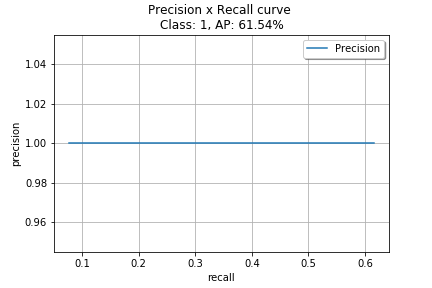 Precision x Recall curve
Class: 1, AP: 61.54%
Precision
1.04
1.02
1.00
0.98
0.96
precision
0.1 0.2 0.3 0.4 0.5 0.6
recall